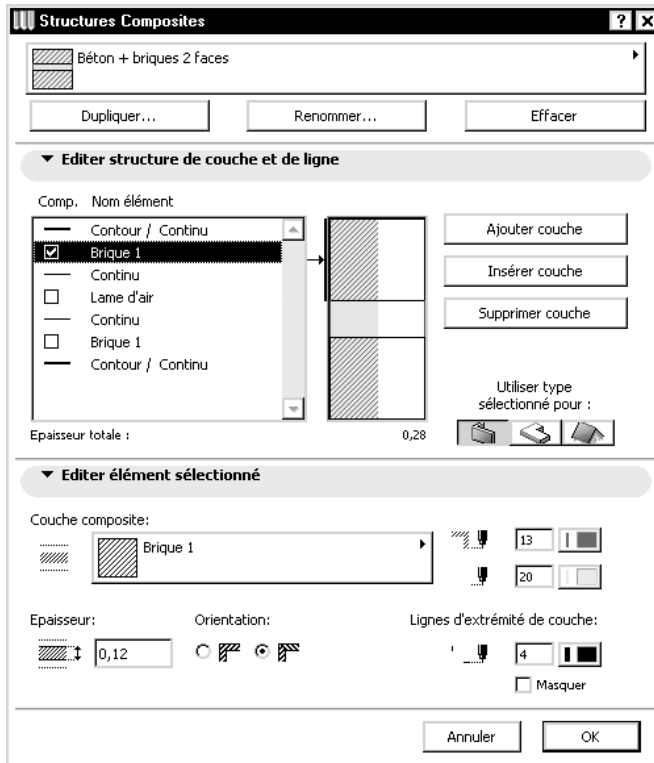 Structures Composites
Béton + briques 2 faces
Dupliquer... Renommer... Effacer
Editer structure de couche et de ligne
Comp. Nom élément
Contour / Continu
Brique 1
Continu
Lame d'air
Continu
Brique 1
Contour / Continu
Ajouter couche
Insérer couche
Supprimer couche
Utiliser type
sélectionné pour :
Epaisseur totale : 0,28
Editer élément sélectionné
Couche composite:
Brique 1
13
20
Epaisseur: Orientation: Lignes d'extrémité de couche:
0,12 4
Masquer
Annuler OK